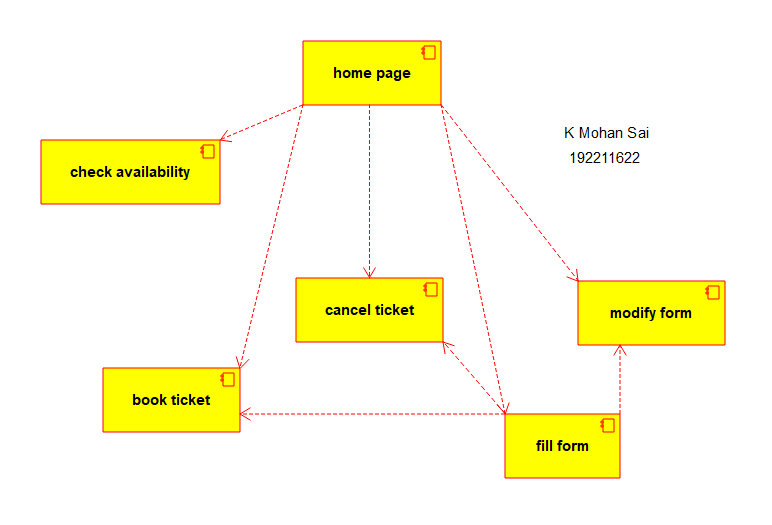 home page
K Mohan Sai
192211622
check availability
cancel ticket
modify form
book ticket
fill form